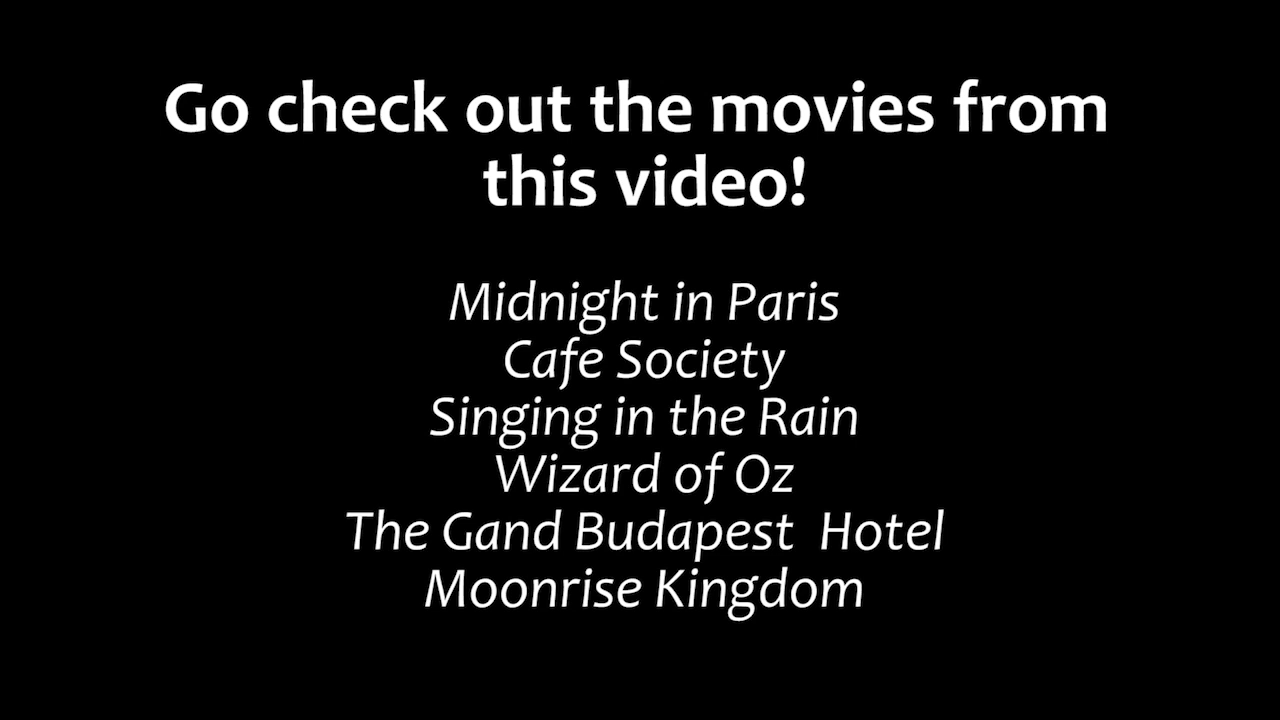 Go check out the movies from
this video!
Midnight in Paris
Cafe Society
Singing in the Rain
Wizard of Oz
The Gand Budapest  Hotel
Moonrise Kingdom